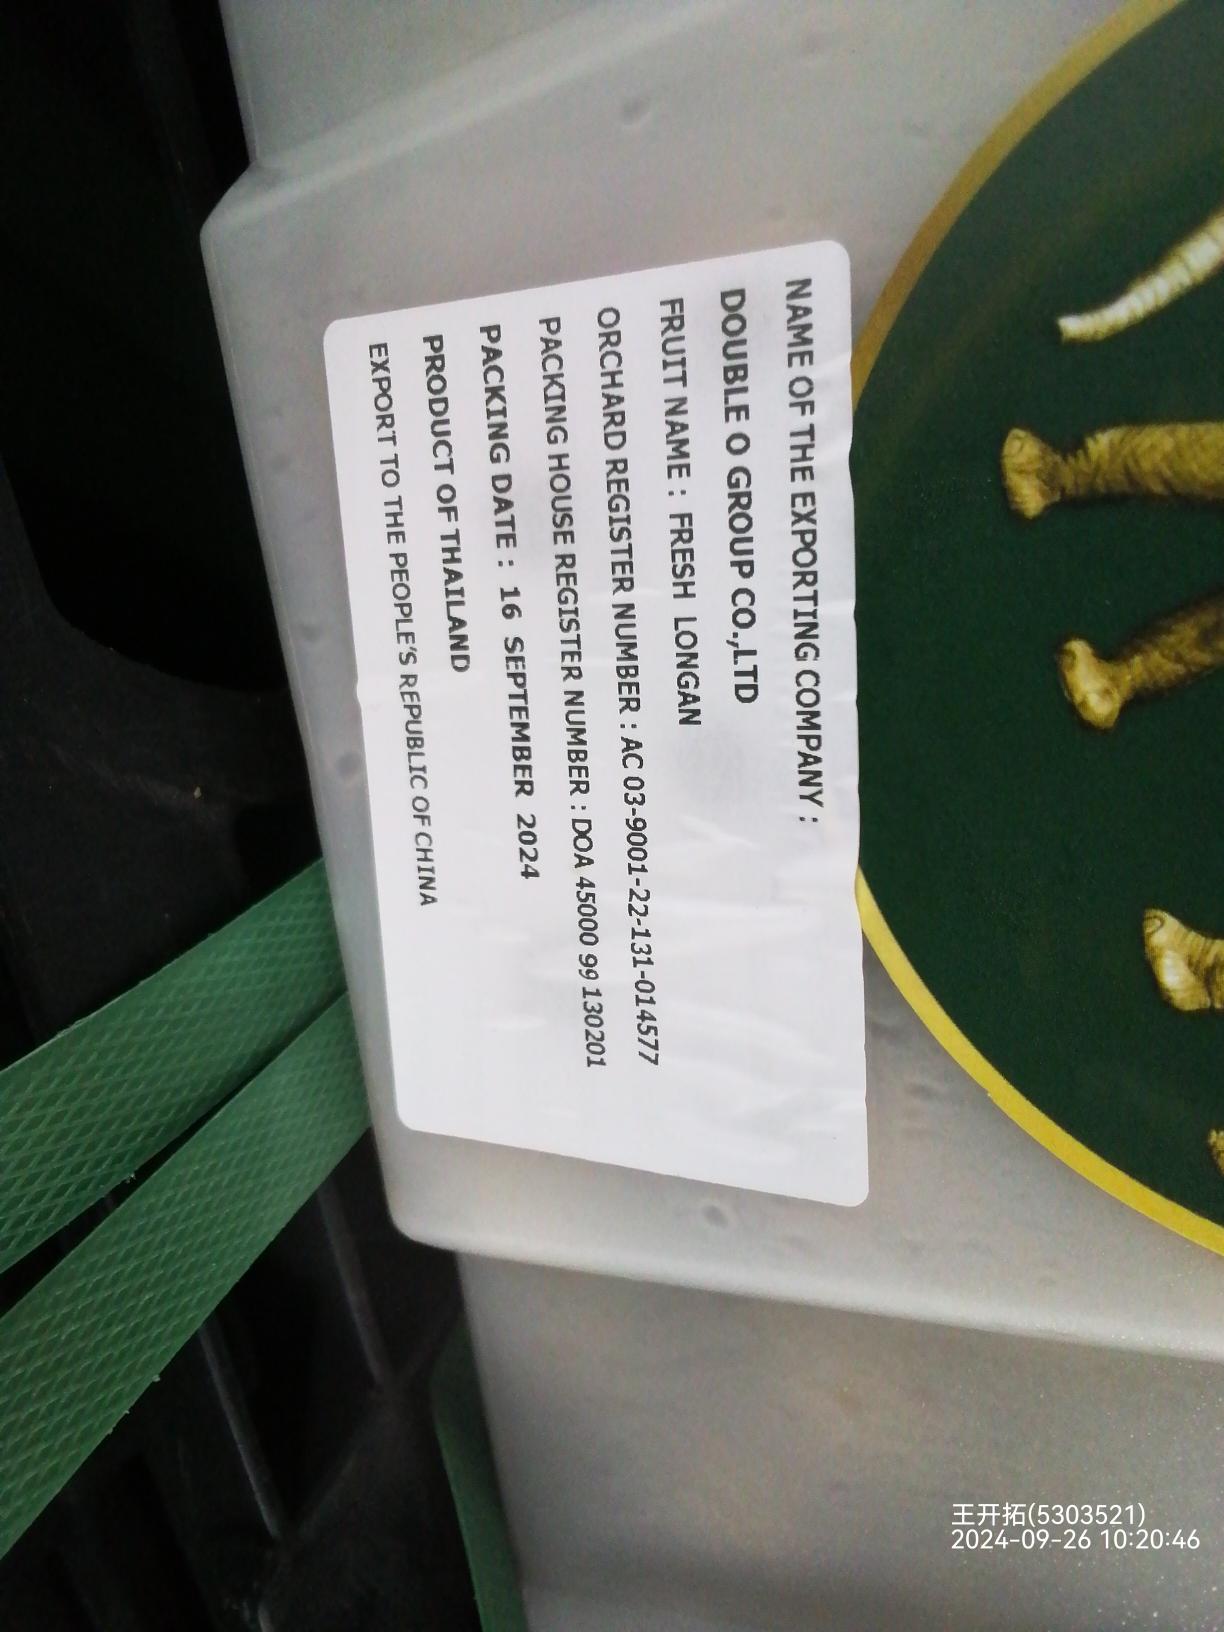 NAME OF THE EXPORTING COMPANY :
DOUBLE O GROUP CO.,LTD
FRUIT NAME : FRESH LONGAN
ORCHARD REGISTER NUMBER : AC 03-9001-22-131-014577
PACKING HOUSE REGISTER NUMBER : DOA 45000 99 130201
PACKING DATE : 16 SEPTEMBER 2024
PRODUCT OF THAILAND
EXPORT TO THE PEOPLE'S REPUBLIC OF CHINA
王开拓(5303521)
2024-09-26 10:20:46